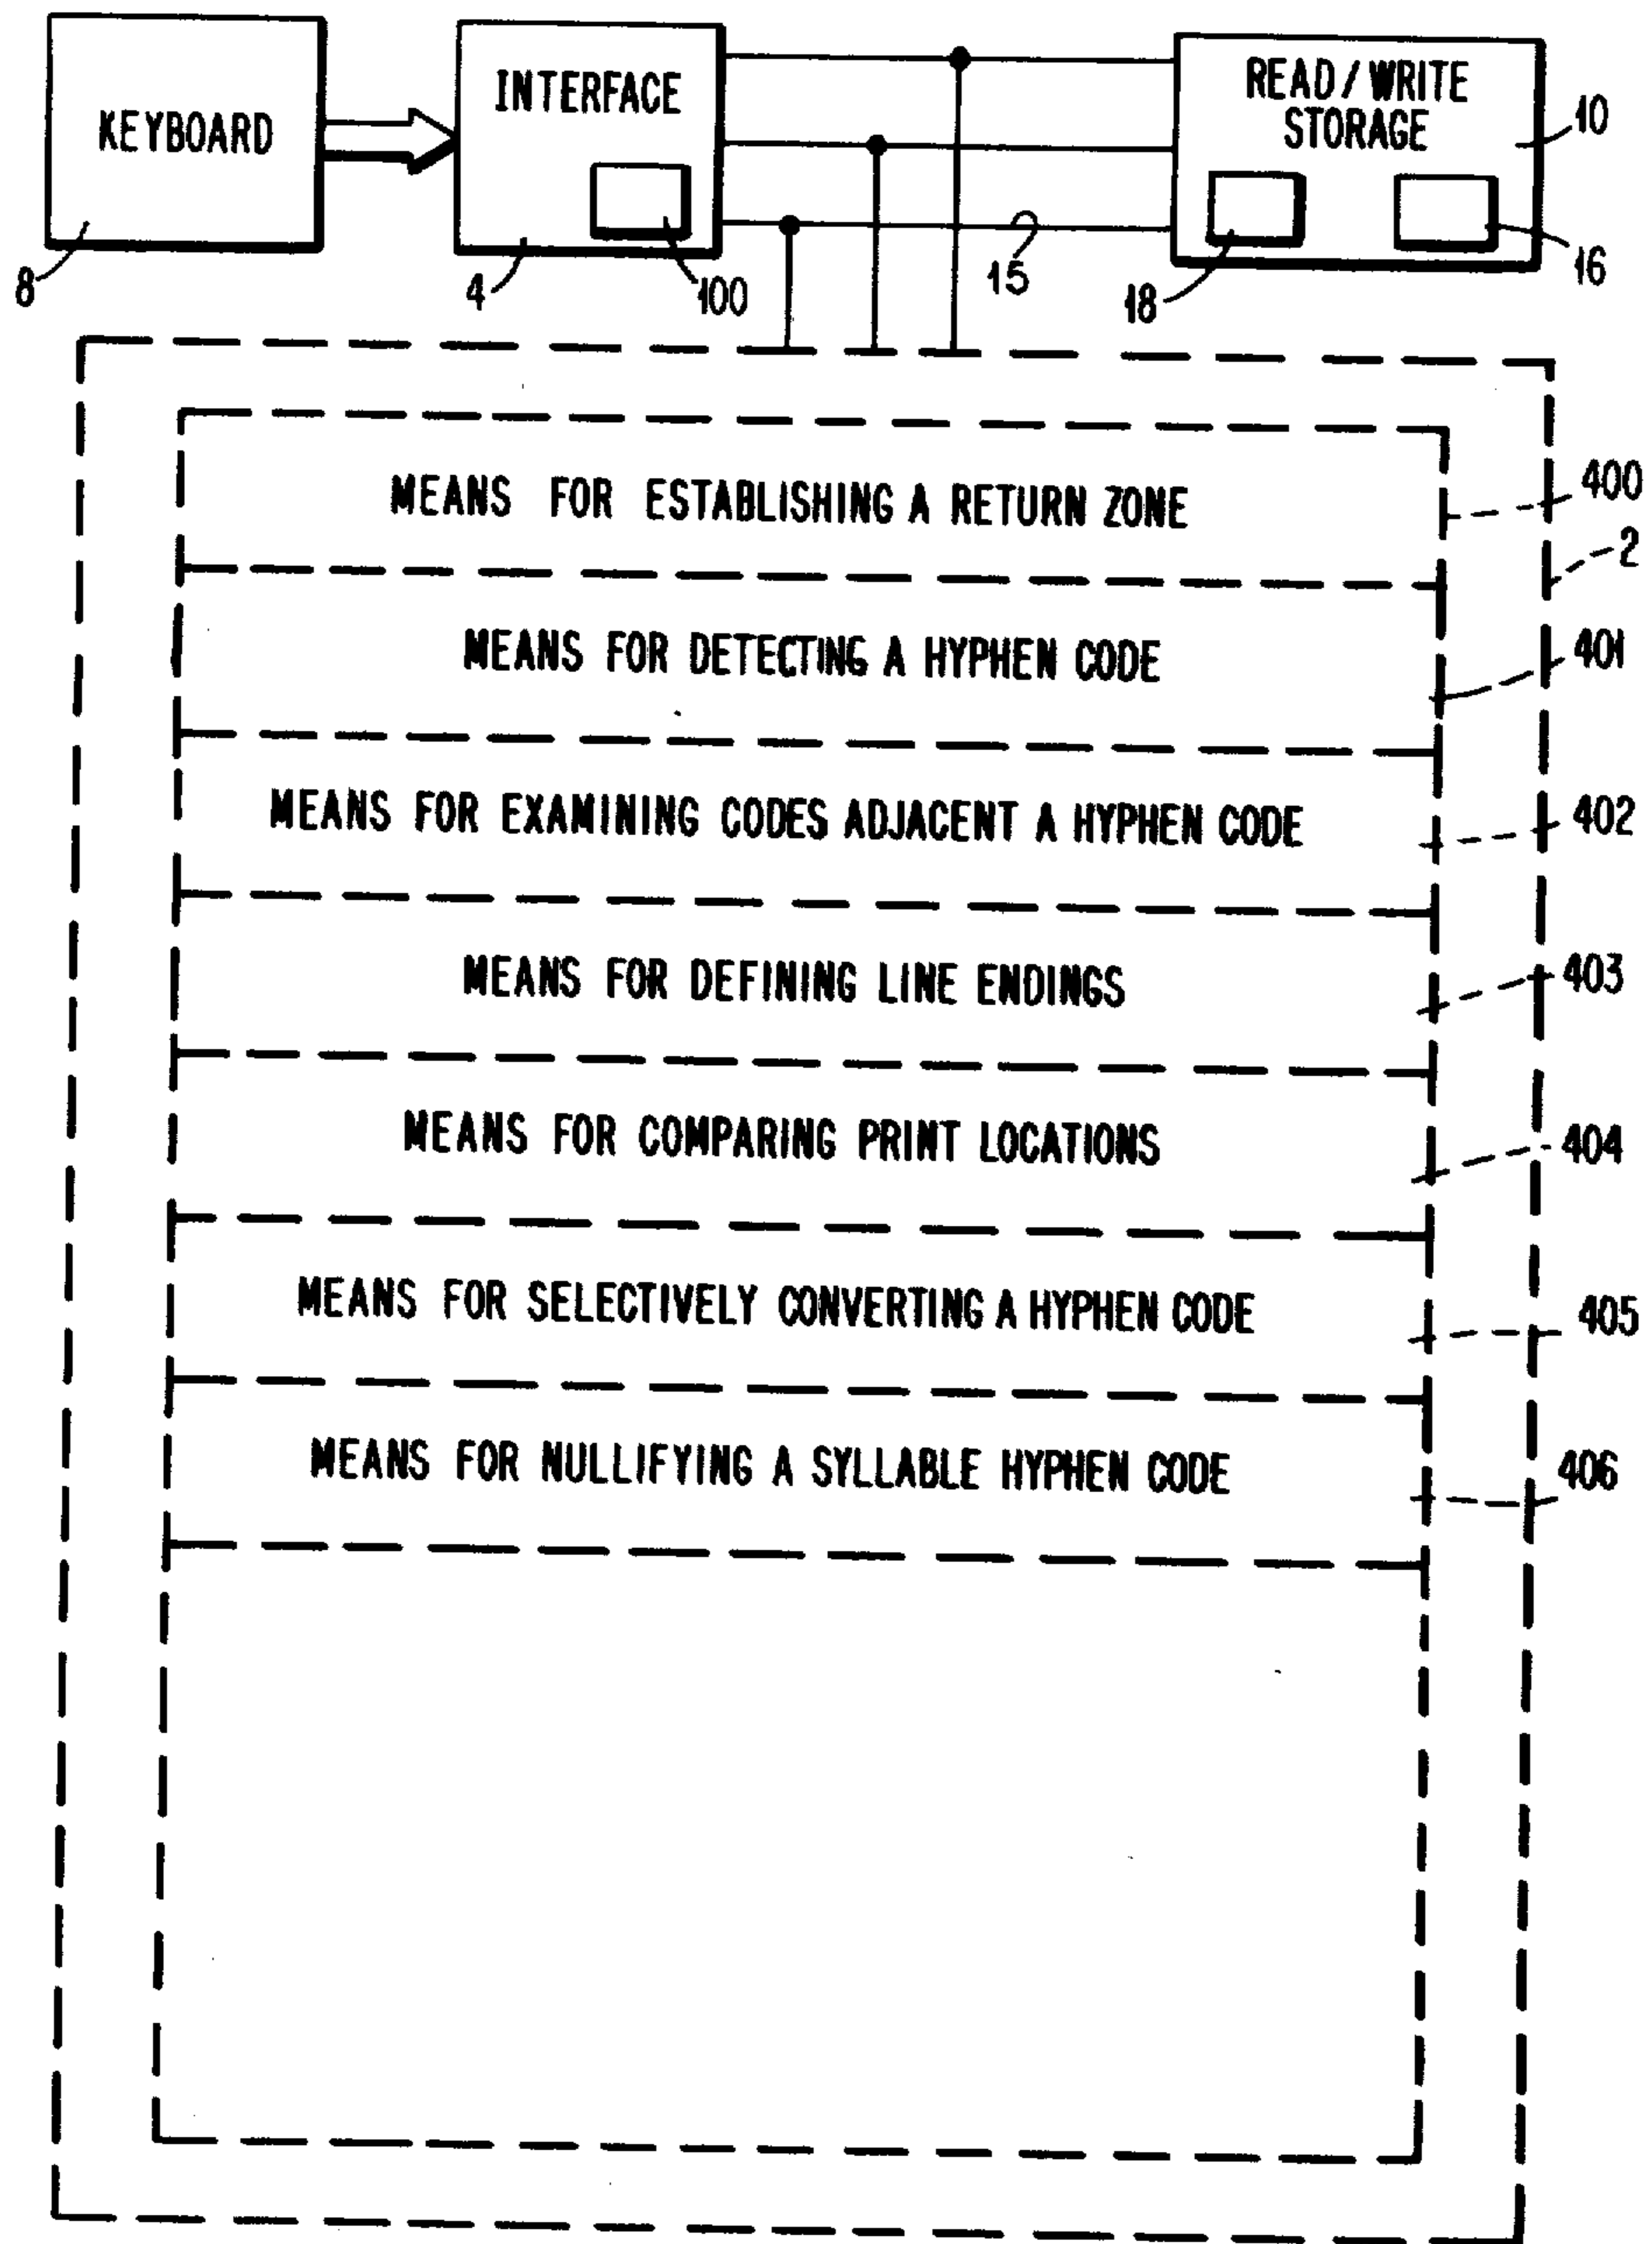 KEYBOARD
INTERFACE
READ/WRITE
STORAGE
10
8
4
100
15
18
16
MEANS FOR ESTABLISHING A RETURN ZONE
400
2
MEANS FOR DETECTING A HYPHEN CODE
401
MEANS FOR EXAMINING CODES ADJACENT A HYPHEN CODE
402
MEANS FOR DEFINING LINE ENDINGS
403
MEANS FOR COMPARING PRINT LOCATIONS
404
MEANS FOR SELECTIVELY CONVERTING A HYPHEN CODE
405
MEANS FOR NULLIFYING A SYLLABLE HYPHEN CODE
406